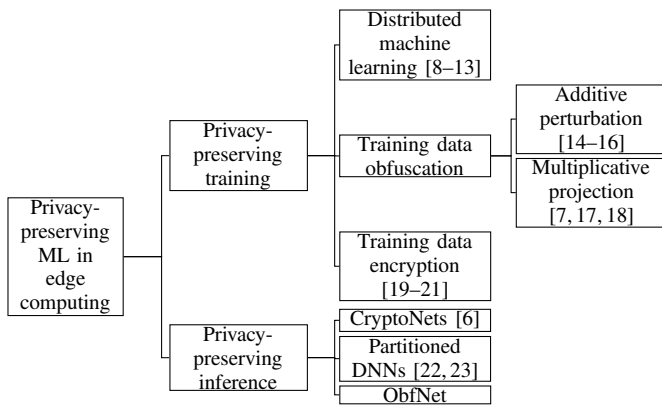 Distributed
machine
learning [8–13]
Additive
perturbation
[14–16]
Privacy-
preserving
training
Training data
obfuscation
Multiplicative
projection
[7, 17, 18]
Privacy-
preserving
ML in
edge
computing
Training data
encryption
[19–21]
CryptoNets [6]
Privacy-
preserving
inference
Partitioned
DNNs [22, 23]
ObfNet